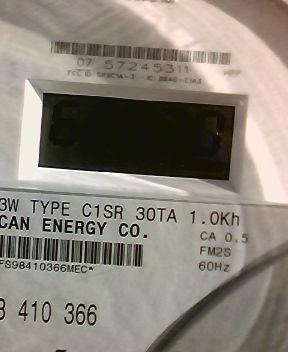 07 57245311
3W TYPE C1SR 30TA 1.0Kh
CAN ENERGY CO.
CA 0.5
FM2S
60Hz
FS98410366MEC*
3 410 366